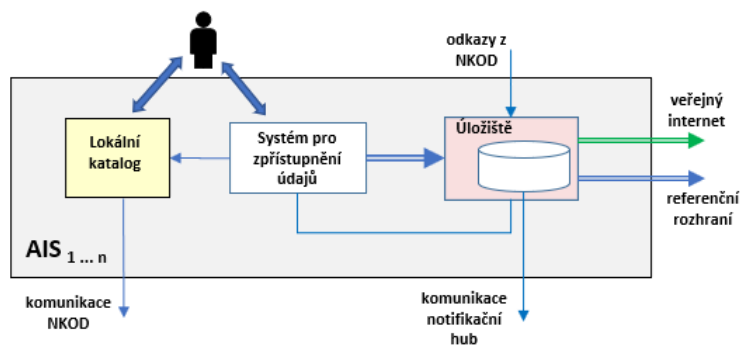 odkazy z
NKOD
veřejný
internet
Lokální
katalog
Systém pro
zpřístupnění
údajů
Úložiště
referenční
rozhraní
AIS 1 ... n
komunikace
NKOD
komunikace
notifikační
hub